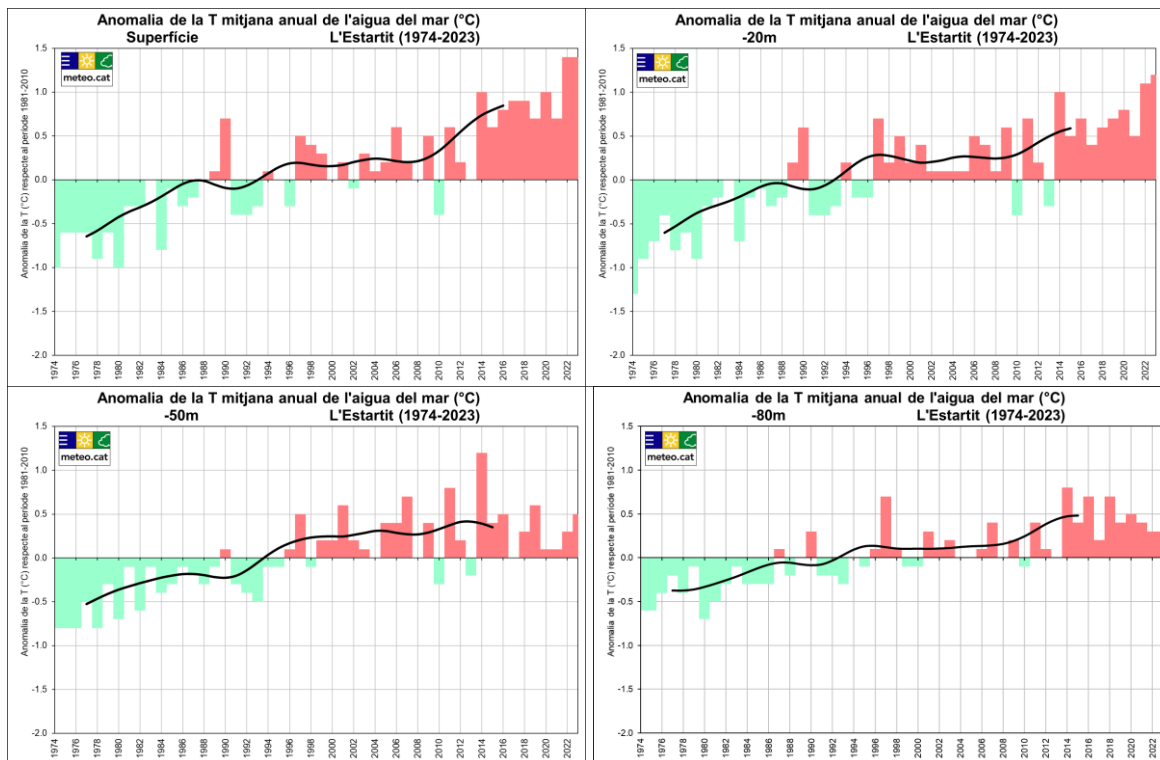 Anomalia de la T mitjana anual de l'aigua del mar (°C)
Superfície L'Estartit (1974-2023)
meteo.cat
Anomalia de la T (°C) respecte al període 1981-2010
1.5
1.0
0.5
0.0
-0.5
-1.0
-1.5
-2.0
1974 1976 1978 1980 1982 1984 1986 1988 1990 1992 1994 1996 1998 2000 2002 2004 2006 2008 2010 2012 2014 2016 2018 2020 2022
Anomalia de la T mitjana anual de l'aigua del mar (°C)
-20m L'Estartit (1974-2023)
meteo.cat
Anomalia de la T (°C) respecte al període 1981-2010
1.5
1.0
0.5
0.0
-0.5
-1.0
-1.5
-2.0
1974 1976 1978 1980 1982 1984 1986 1988 1990 1992 1994 1996 1998 2000 2002 2004 2006 2008 2010 2012 2014 2016 2018 2020 2022
Anomalia de la T mitjana anual de l'aigua del mar (°C)
-50m L'Estartit (1974-2023)
meteo.cat
Anomalia de la T (°C) respecte al període 1981-2010
1.5
1.0
0.5
0.0
-0.5
-1.0
-1.5
-2.0
1974 1976 1978 1980 1982 1984 1986 1988 1990 1992 1994 1996 1998 2000 2002 2004 2006 2008 2010 2012 2014 2016 2018 2020 2022
Anomalia de la T mitjana anual de l'aigua del mar (°C)
-80m L'Estartit (1974-2023)
meteo.cat
Anomalia de la T (°C) respecte al període 1981-2010
1.5
1.0
0.5
0.0
-0.5
-1.0
-1.5
-2.0
1974 1976 1978 1980 1982 1984 1986 1988 1990 1992 1994 1996 1998 2000 2002 2004 2006 2008 2010 2012 2014 2016 2018 2020 2022